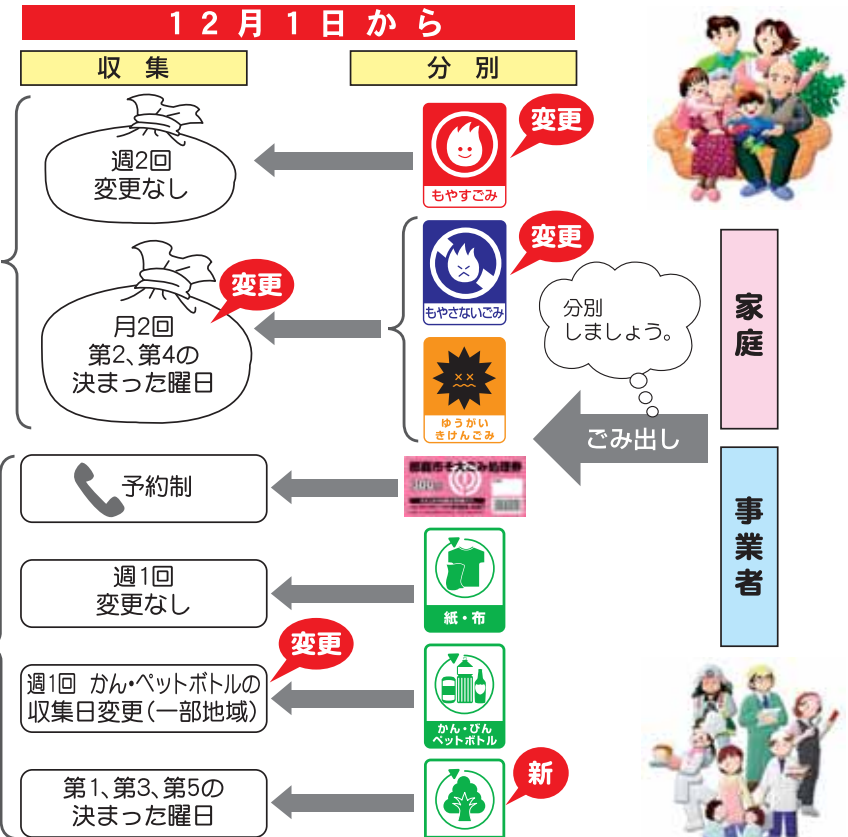 12月1日から
収集
分別
週2回
変更なし
もやすごみ
変更
もやさないごみ
変更
月2回
第2、第4の
決まった曜日
変更
ゆうがい
きけんごみ
分別
しましょう。
ごみ出し
家庭
事業者
予約制
そ大ごみ処理券
週1回
変更なし
紙・布
週1回 かん・ペットボトルの
収集日変更(一部地域)
変更
かん・びん
ペットボトル
第1、第3、第5の
決まった曜日
新